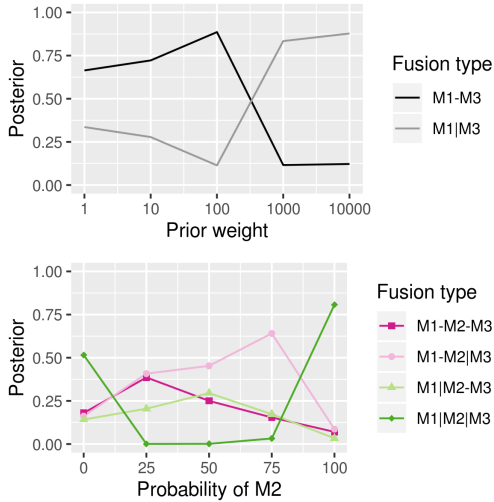 1.00
0.75
0.50
0.25
0.00
Posterior
1 10 100 1000 10000
Prior weight
Fusion type
M1-M3
M1|M3
1.00
0.75
0.50
0.25
0.00
Posterior
0 25 50 75 100
Probability of M2
Fusion type
M1-M2-M3
M1-M2|M3
M1|M2-M3
M1|M2|M3